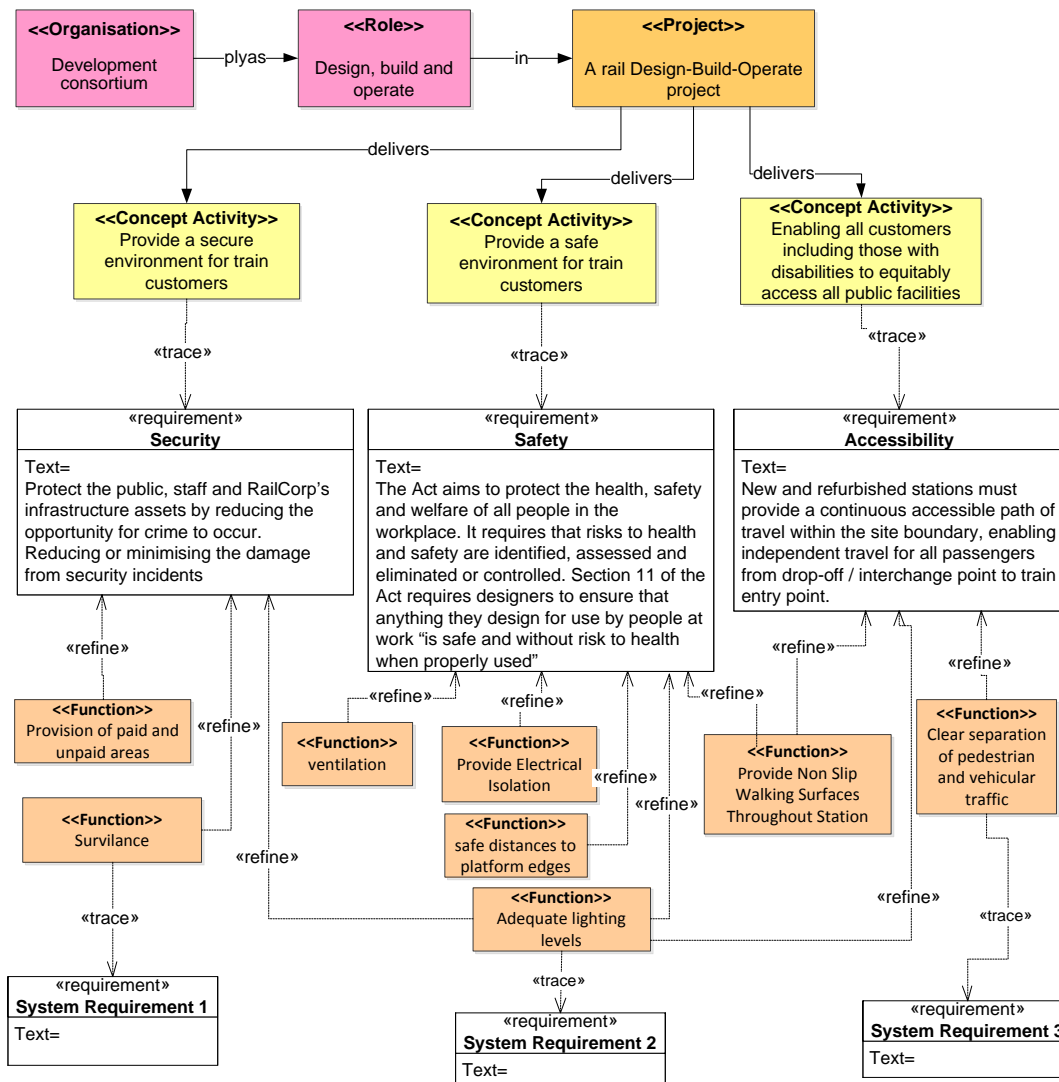 <<Organisation>>
Development
consortium
plyas
<<Role>>
Design, build and
operate
in
<<Project>>
A rail Design-Build-Operate
project
delivers
delivers
delivers
<<Concept Activity>>
Provide a secure
environment for train
customers
<<Concept Activity>>
Provide a safe
environment for train
customers
<<Concept Activity>>
Enabling all customers
including those with
disabilities to equitably
access all public facilities
«trace»
«trace»
«trace»
«requirement»
Security
Text=
Protect the public, staff and RailCorp’s
infrastructure assets by reducing the
opportunity for crime to occur.
Reducing or minimising the damage
from security incidents
«requirement»
Safety
Text=
The Act aims to protect the health, safety
and welfare of all people in the
workplace. It requires that risks to health
and safety are identified, assessed and
eliminated or controlled. Section 11 of the
Act requires designers to ensure that
anything they design for use by people at
work “is safe and without risk to health
when properly used”
«requirement»
Accessibility
Text=
New and refurbished stations must
provide a continuous accessible path of
travel within the site boundary, enabling
independent travel for all passengers
from drop-off / interchange point to train
entry point.
«refine»
«refine»
«refine»
«refine»
«refine»
«refine»
«refine»
«refine»
«refine»
«refine»
«refine»
<<Function>>
Provision of paid and
unpaid areas
<<Function>>
ventilation
<<Function>>
Provide Electrical
Isolation
<<Function>>
Provide Non Slip
Walking Surfaces
Throughout Station
<<Function>>
Clear separation
of pedestrian
and vehicular
traffic
<<Function>>
Survilance
<<Function>>
safe distances to
platform edges
<<Function>>
Adequate lighting
levels
«trace»
«trace»
«trace»
«requirement»
System Requirement 1
Text=
«requirement»
System Requirement 2
Text=
«requirement»
System Requirement 3
Text=